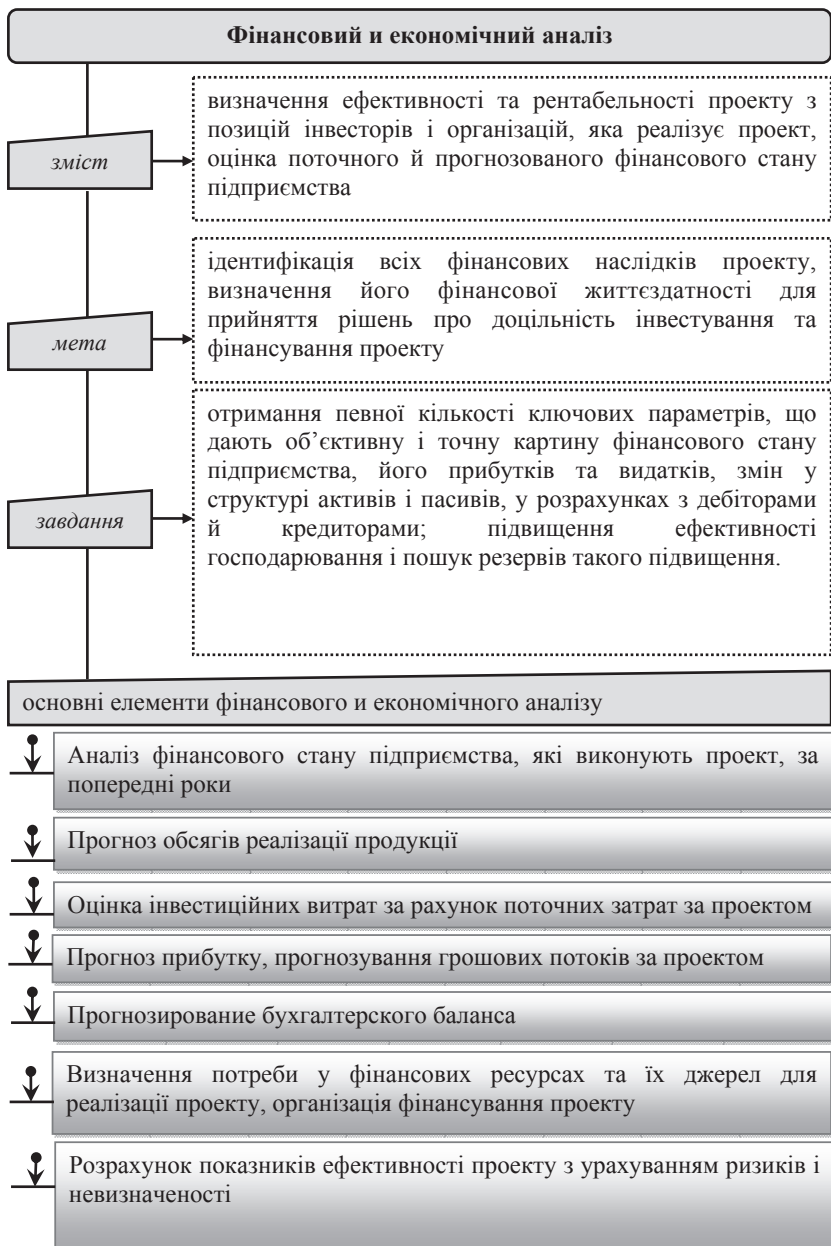 Фінансовий и економічний аналіз
визначення ефективності та рентабельності проекту з
позицій інвесторів і організацій, яка реалізує проект,
оцінка поточного й прогнозованого фінансового стану
підприємства
зміст
ідентифікація всіх фінансових наслідків проекту,
визначення його фінансової життєздатності для
прийняття рішень про доцільність інвестування та
фінансування проекту
мета
отримання певної кількості ключових параметрів, що
дають об’єктивну і точну картину фінансового стану
підприємства, його прибутків та видатків, змін у
структурі активів і пасивів, у розрахунках з дебіторами
й кредиторами; підвищення ефективності
господарювання і пошук резервів такого підвищення.
завдання
основні елементи фінансового и економічного аналізу
Аналіз фінансового стану підприємства, які виконують проект, за
попередні роки
Прогноз обсягів реалізації продукції
Оцінка інвестиційних витрат за рахунок поточних затрат за проектом
Прогноз прибутку, прогнозування грошових потоків за проектом
Прогнозирование бухгалтерского баланса
Визначення потреби у фінансових ресурсах та їх джерел для
реалізації проекту, організація фінансування проекту
Розрахунок показників ефективності проекту з урахуванням ризиків і
невизначеності